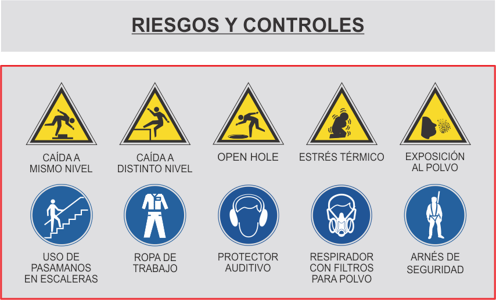 RIESGOS Y CONTROLES
CAÍDA A
MISMO NIVEL
CAÍDA A
DISTINTO NIVEL
OPEN HOLE
ESTRÉS TÉRMICO
EXPOSICIÓN
AL POLVO
USO DE
PASAMANOS
EN ESCALERAS
ROPA DE
TRABAJO
PROTECTOR
AUDITIVO
RESPIRADOR
CON FILTROS
PARA POLVO
ARNÉS DE
SEGURIDAD